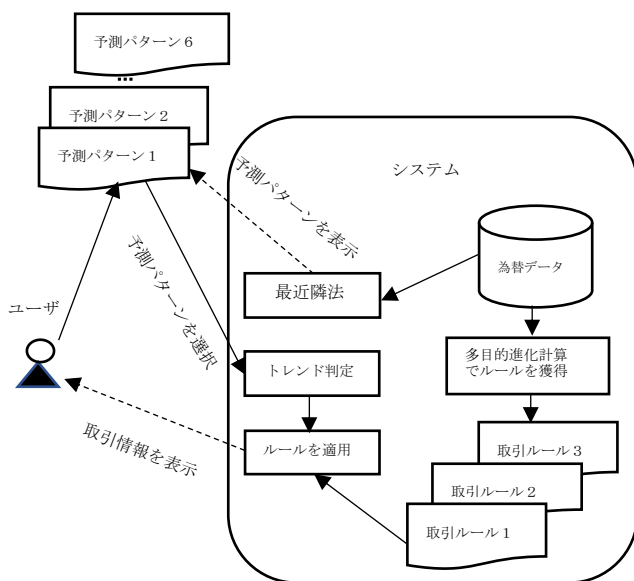 予測パターン６
…
予測パターン２
予測パターン１
システム
予測パターンを表示
為替データ
最近隣法
予測パターンを選択
ユーザ
トレンド判定
多目的進化計算
でルールを獲得
取引情報を表示
ルールを適用
取引ルール３
取引ルール２
取引ルール１